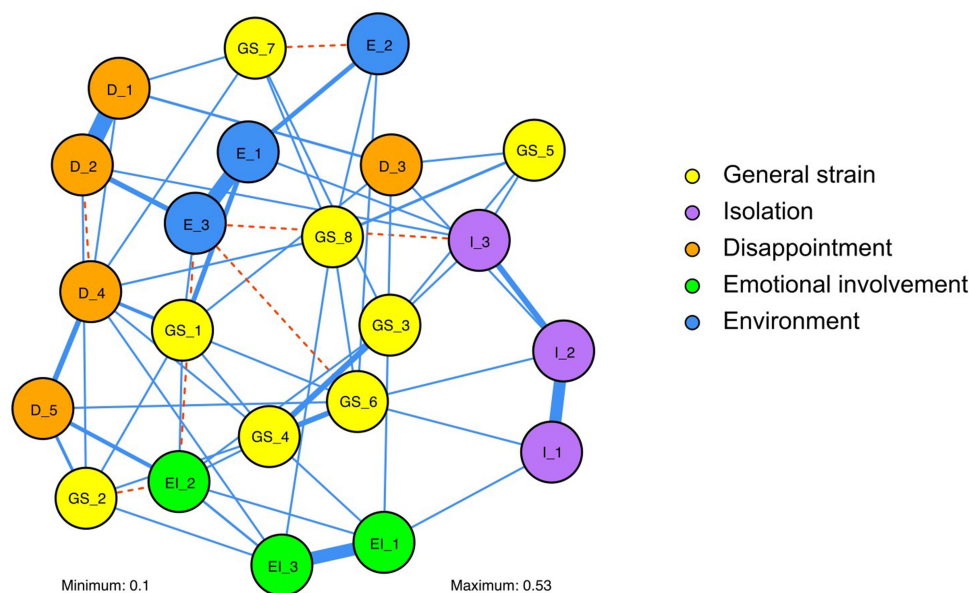 GS_7
E_2
D_1
E_1
GS_5
D_2
D_3
E_3
GS_8
I_3
D_4
GS_1
GS_3
I_2
D_5
GS_6
GS_4
I_1
EI_2
GS_2
EI_1
EI_3
Minimum: 0.1
Maximum: 0.53
General strain
Isolation
Disappointment
Emotional involvement
Environment